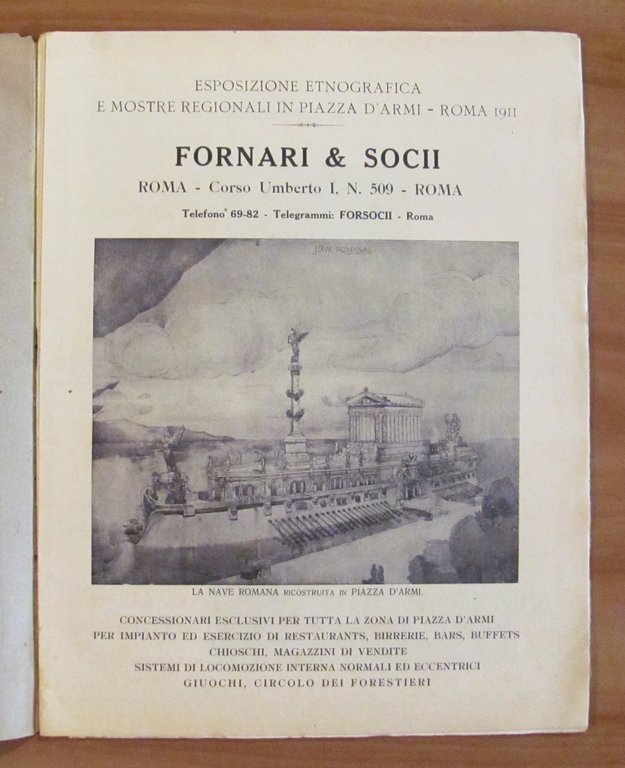 ESPOSIZIONE ETNOGRAFICA
E MOSTRE REGIONALI IN PIAZZA D'ARMI - ROMA 1911
FORNARI & SOCII
ROMA - Corso Umberto I, N. 509 - ROMA
Telefono 69-82 - Telegrammi: FORSOCII - Roma
NAVE ROMANA
LA NAVE ROMANA RICOSTRUITA IN PIAZZA D'ARMI.
CONCESSIONARI ESCLUSIVI PER TUTTA LA ZONA DI PIAZZA D'ARMI
PER IMPIANTO ED ESERCIZIO DI RESTAURANTS, BIRRERIE, BARS, BUFFETS
CHIOSCHI, MAGAZZINI DI VENDITE
SISTEMI DI LOCOMOZIONE INTERNA NORMALI ED ECCENTRICI
GIUOCHI, CIRCOLO DEI FORESTIERI